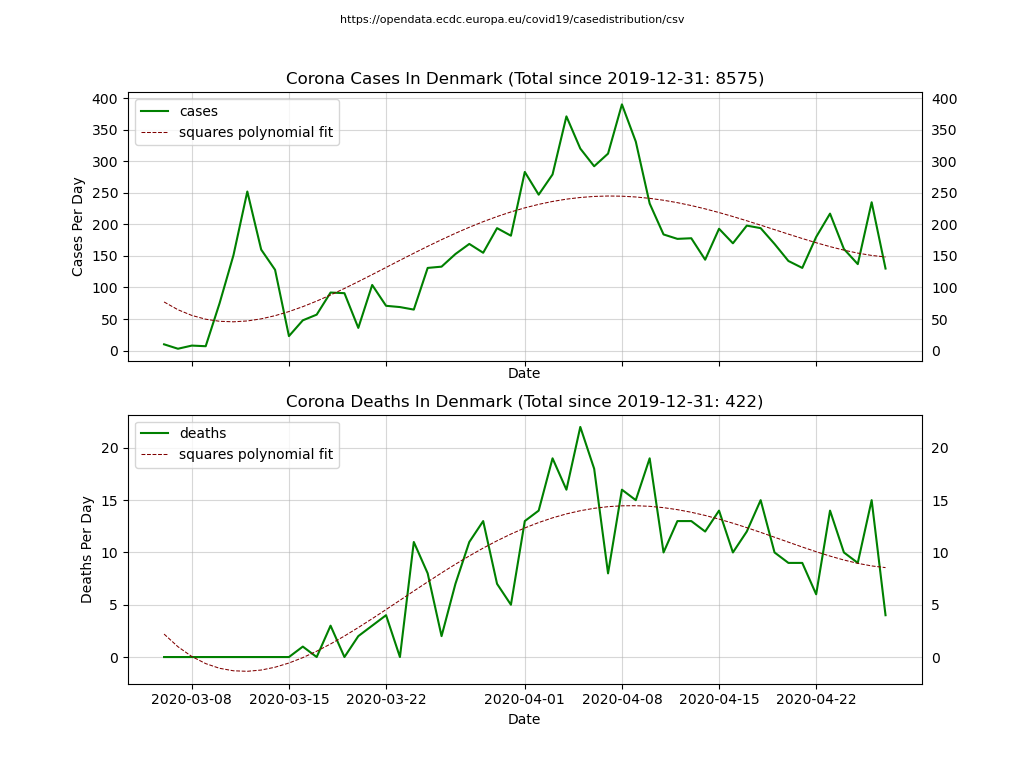 https://opendata.ecdc.europa.eu/covid19/casedistribution/csv
Corona Cases In Denmark (Total since 2019-12-31: 8575)
cases
squares polynomial fit
Cases Per Day
400 400
350 350
300 300
250 250
200 200
150 150
100 100
50 50
0 0
Date
Corona Deaths In Denmark (Total since 2019-12-31: 422)
deaths
squares polynomial fit
Deaths Per Day
20 20
15 15
10 10
5 5
0 0
2020-03-08 2020-03-15 2020-03-22 2020-04-01 2020-04-08 2020-04-15 2020-04-22
Date